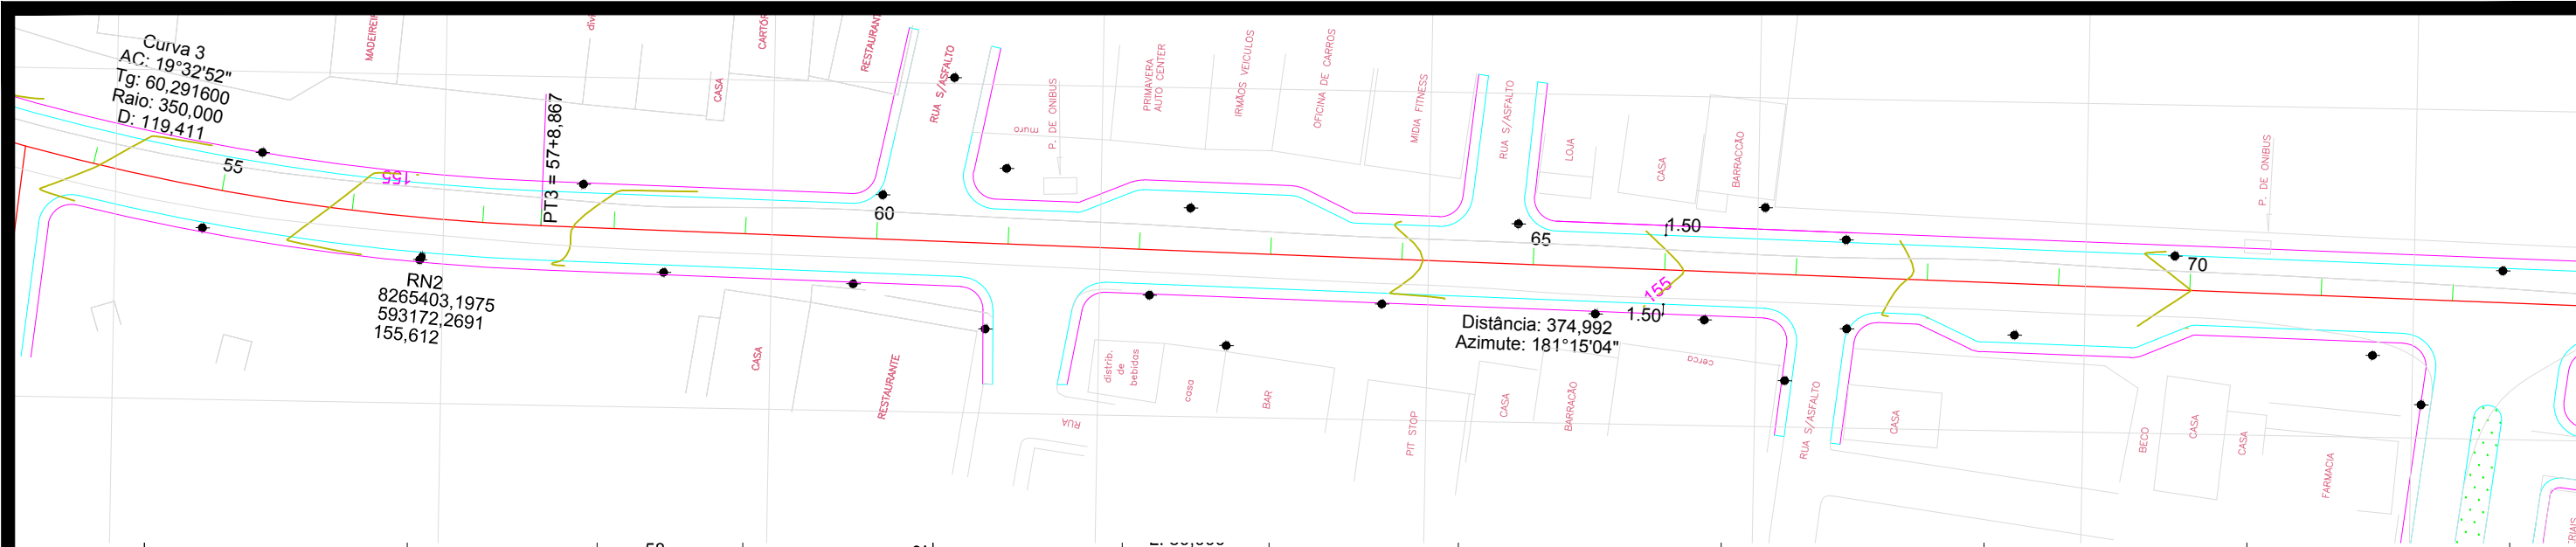 Curva 3
AC: 19°32'52"
Tg: 60,291600
Raio: 350,000
D: 119,411
55
155
PT3 = 57+8,867
RN2
8265403,1975
593172,2691
155,612
CASA
CASA
RESTAURANTE
RUA S/ASFALTO
60
muro
P. DE ONIBUS
PRIMAVERA
AUTO CENTER
IRMÃOS VEICULOS
OFICINA DE CARROS
MIDIA FITNESS
RUA S/ASFALTO
LOJA
CASA
BARRACCÃO
65
1.50
155
1.50
Distância: 374,992
Azimute: 181°15'04"
distrib.
de
bebidas
casa
BAR
RUA
PIT STOP
CASA
BARRACÃO
cerca
RUA S/ASFALTO
CASA
P. DE ONIBUS
70
BECO
CASA
CASA
FARMACIA